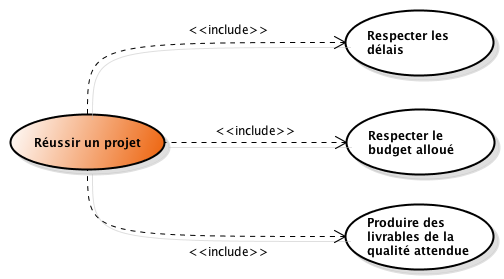 <<include>>
Respecter les
délais
<<include>>
Réussir un projet
Respecter le
budget alloué
Produire des
livrables de la
qualité attendue
<<include>>